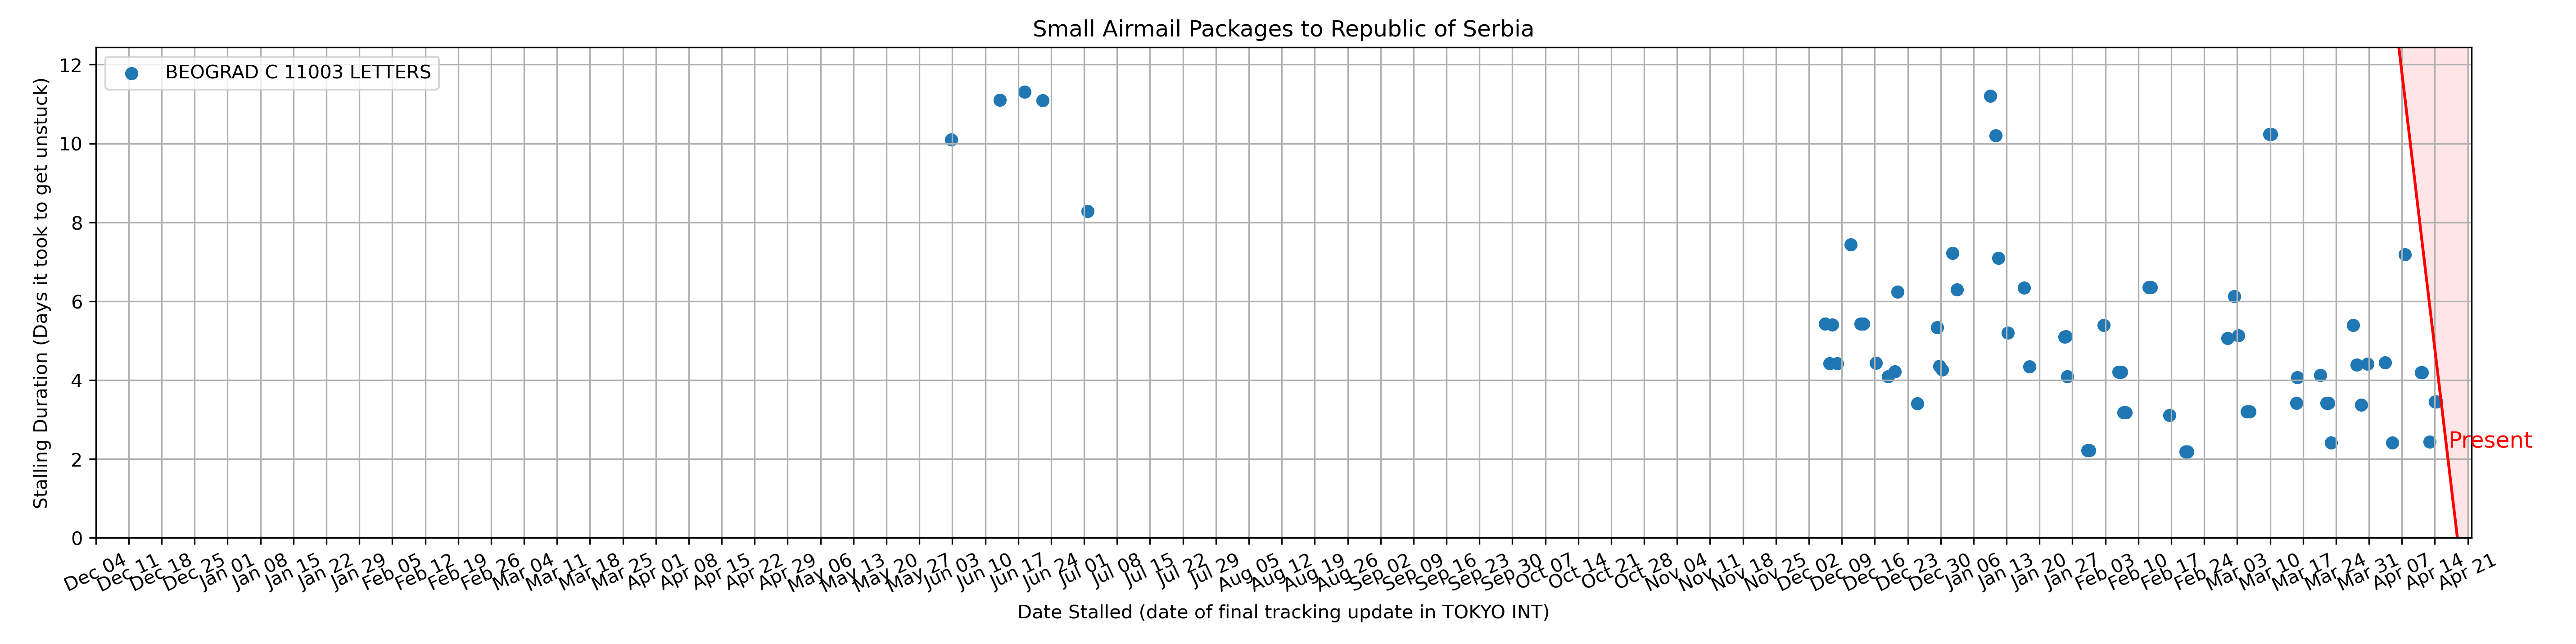 Small Airmail Packages to Republic of Serbia
BEOGRAD C 11003 LETTERS
Stalling Duration (Days it took to get unstuck)
12
10
8
6
4
2
0
Present
Dec 04 Dec 11 Dec 18 Dec 25 Jan 01 Jan 08 Jan 15 Jan 22 Jan 29 Feb 05 Feb 12 Feb 19 Feb 26 Mar 04 Mar 11 Mar 18 Mar 25 Apr 01 Apr 08 Apr 15 Apr 22 Apr 29 May 06 May 13 May 20 May 27 Jun 03 Jun 10 Jun 17 Jun 24 Jul 01 Jul 08 Jul 15 Jul 22 Jul 29 Aug 05 Aug 12 Aug 19 Aug 26 Sep 02 Sep 09 Sep 16 Sep 23 Sep 30 Oct 07 Oct 14 Oct 21 Oct 28 Nov 04 Nov 11 Nov 18 Nov 25 Dec 02 Dec 09 Dec 16 Dec 23 Dec 30 Jan 06 Jan 13 Jan 20 Jan 27 Feb 03 Feb 10 Feb 17 Feb 24 Mar 03 Mar 10 Mar 17 Mar 24 Mar 31 Apr 07 Apr 14 Apr 21
Date Stalled (date of final tracking update in TOKYO INT)